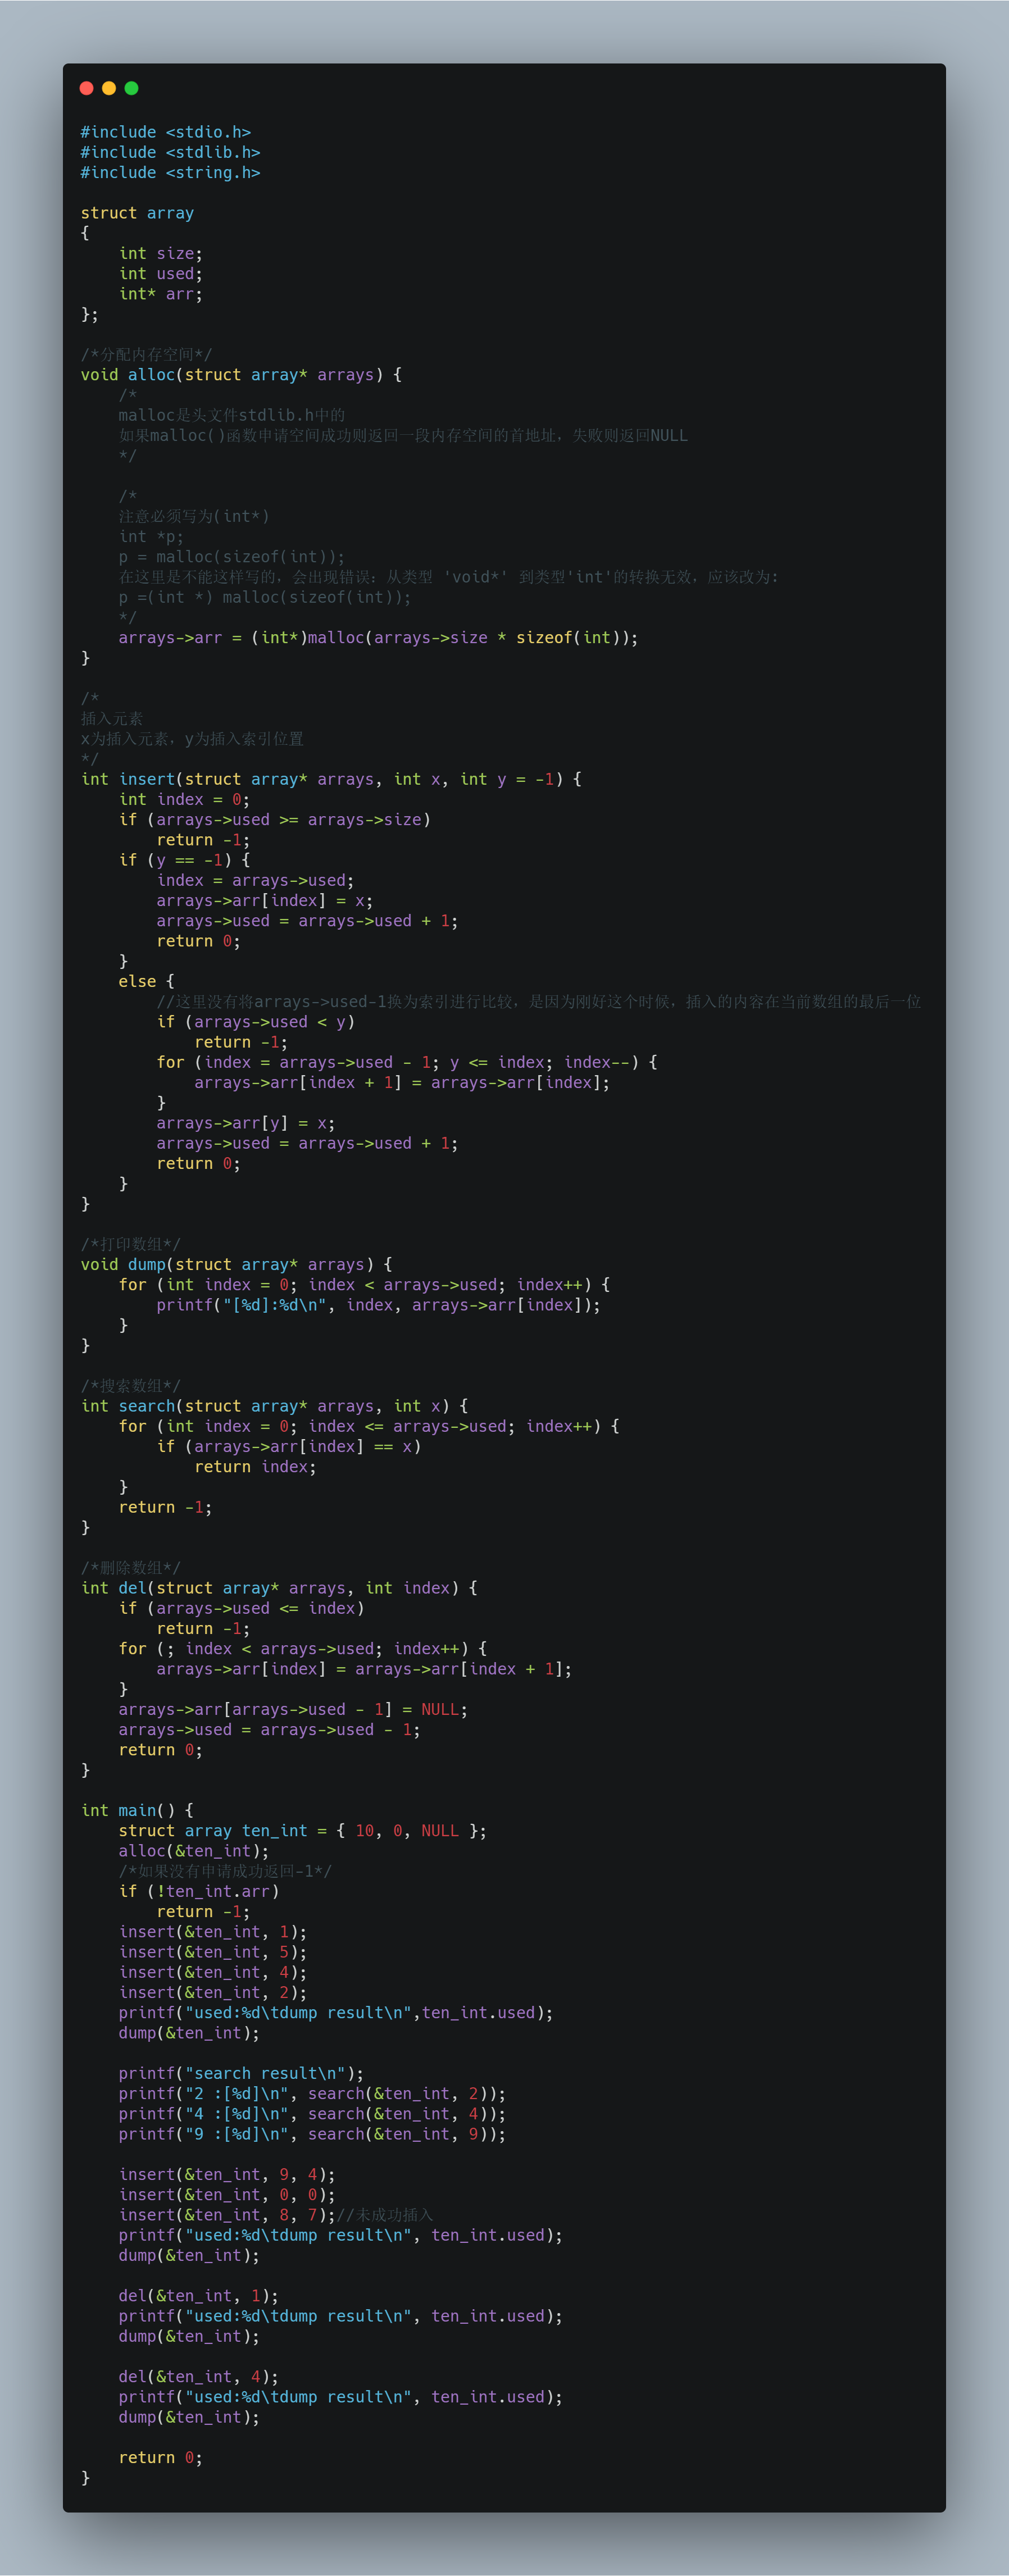 #include <stdio.h>
#include <stdlib.h>
#include <string.h>

struct array
{
    int size;
    int used;
    int* arr;
};

/*分配内存空间*/
void alloc(struct array* arrays) {
    /*
    malloc是头文件stdlib.h中的
    如果malloc()函数申请空间成功则返回一段内存空间的首地址，失败则返回NULL
    */

    /*
    注意必须写为(int*)
    int *p;
    p = malloc(sizeof(int));
    在这里是不能这样写的，会出现错误：从类型 'void*' 到类型'int'的转换无效，应该改为：
    p =(int *) malloc(sizeof(int));
    */
    arrays->arr = (int*)malloc(arrays->size * sizeof(int));
}

/*
插入元素
x为插入元素，y为插入索引位置
*/
int insert(struct array* arrays, int x, int y = -1) {
    int index = 0;
    if (arrays->used >= arrays->size)
        return -1;
    if (y == -1) {
        index = arrays->used;
        arrays->arr[index] = x;
        arrays->used = arrays->used + 1;
        return 0;
    }
    else {
        //这里没有将arrays->used-1换为索引进行比较，是因为刚好这个时候，插入的内容在当前数组的最后一位
        if (arrays->used < y)
            return -1;
        for (index = arrays->used - 1; y <= index; index--) {
            arrays->arr[index + 1] = arrays->arr[index];
        }
        arrays->arr[y] = x;
        arrays->used = arrays->used + 1;
        return 0;
    }
}

/*打印数组*/
void dump(struct array* arrays) {
    for (int index = 0; index < arrays->used; index++) {
        printf("[%d]:%d\n", index, arrays->arr[index]);
    }
}

/*搜索数组*/
int search(struct array* arrays, int x) {
    for (int index = 0; index <= arrays->used; index++) {
        if (arrays->arr[index] == x)
            return index;
    }
    return -1;
}

/*删除数组*/
int del(struct array* arrays, int index) {
    if (arrays->used <= index)
        return -1;
    for (; index < arrays->used; index++) {
        arrays->arr[index] = arrays->arr[index + 1];
    }
    arrays->arr[arrays->used - 1] = NULL;
    arrays->used = arrays->used - 1;
    return 0;
}

int main() {
    struct array ten_int = { 10, 0, NULL };
    alloc(&ten_int);
    /*如果没有申请成功返回-1*/
    if (!ten_int.arr)
        return -1;
    insert(&ten_int, 1);
    insert(&ten_int, 5);
    insert(&ten_int, 4);
    insert(&ten_int, 2);
    printf("used:%d\tdump result\n",ten_int.used);
    dump(&ten_int);

    printf("search result\n");
    printf("2 :[%d]\n", search(&ten_int, 2));
    printf("4 :[%d]\n", search(&ten_int, 4));
    printf("9 :[%d]\n", search(&ten_int, 9));

    insert(&ten_int, 9, 4);
    insert(&ten_int, 0, 0);
    insert(&ten_int, 8, 7);//未成功插入
    printf("used:%d\tdump result\n", ten_int.used);
    dump(&ten_int);

    del(&ten_int, 1);
    printf("used:%d\tdump result\n", ten_int.used);
    dump(&ten_int);

    del(&ten_int, 4);
    printf("used:%d\tdump result\n", ten_int.used);
    dump(&ten_int);

    return 0;
}